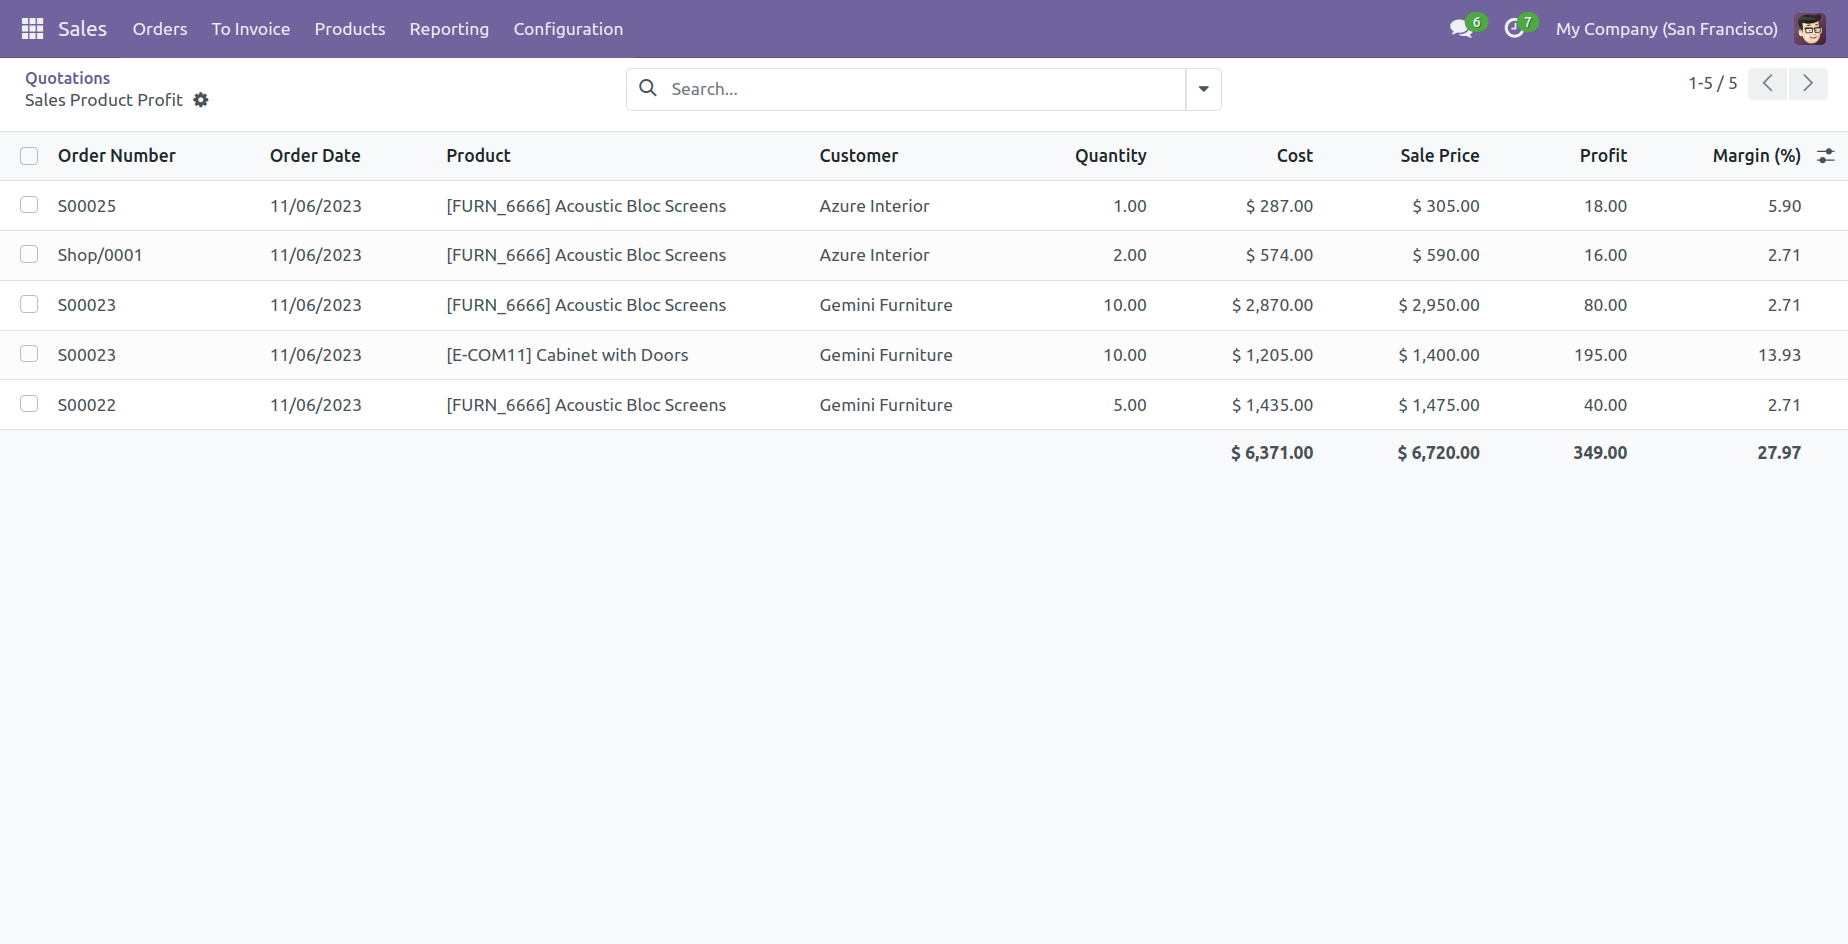 Sales Orders To Invoice Products Reporting Configuration 6 7 My Company (San Francisco)
Quotations
Sales Product Profit
Search...
1-5 / 5
Order Number Order Date Product Customer Quantity Cost Sale Price Profit Margin (%)
S00025 11/06/2023 [FURN_6666] Acoustic Bloc Screens Azure Interior 1.00 $ 287.00 $ 305.00 18.00 5.90
Shop/0001 11/06/2023 [FURN_6666] Acoustic Bloc Screens Azure Interior 2.00 $ 574.00 $ 590.00 16.00 2.71
S00023 11/06/2023 [FURN_6666] Acoustic Bloc Screens Gemini Furniture 10.00 $ 2,870.00 $ 2,950.00 80.00 2.71
S00023 11/06/2023 [E-COM11] Cabinet with Doors Gemini Furniture 10.00 $ 1,205.00 $ 1,400.00 195.00 13.93
S00022 11/06/2023 [FURN_6666] Acoustic Bloc Screens Gemini Furniture 5.00 $ 1,435.00 $ 1,475.00 40.00 2.71
$ 6,371.00 $ 6,720.00 349.00 27.97